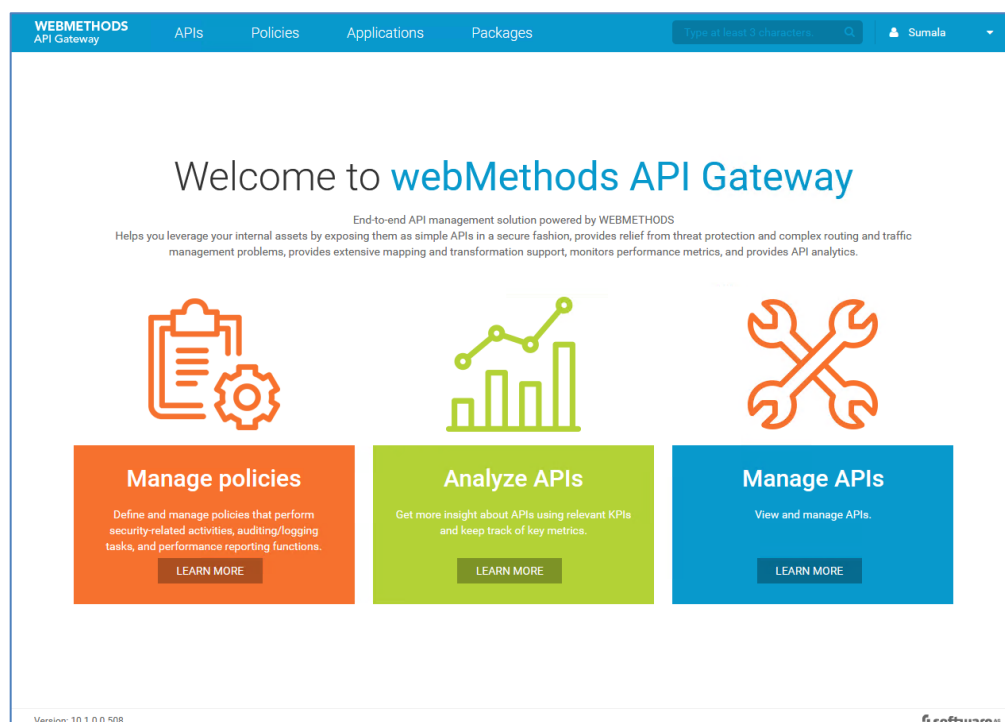 WEBMETHODS
API Gateway
APIs
Policies
Applications
Packages
Type at least 3 characters
Sumala
Welcome to webMethods API Gateway
End-to-end API management solution powered by WEBMETHODS
Helps you leverage your internal assets by exposing them as simple APIs in a secure fashion, provides relief from threat protection and complex routing and traffic
management problems, provides extensive mapping and transformation support, monitors performance metrics, and provides API analytics.
Manage policies
Define and manage policies that perform
security-related activities, auditing/logging
tasks, and performance reporting functions.
LEARN MORE
Analyze APIs
Get more insight about APIs using relevant KPIs
and keep track of key metrics.
LEARN MORE
Manage APIs
View and manage APIs.
LEARN MORE
Version: 10.1.0.0.508
software